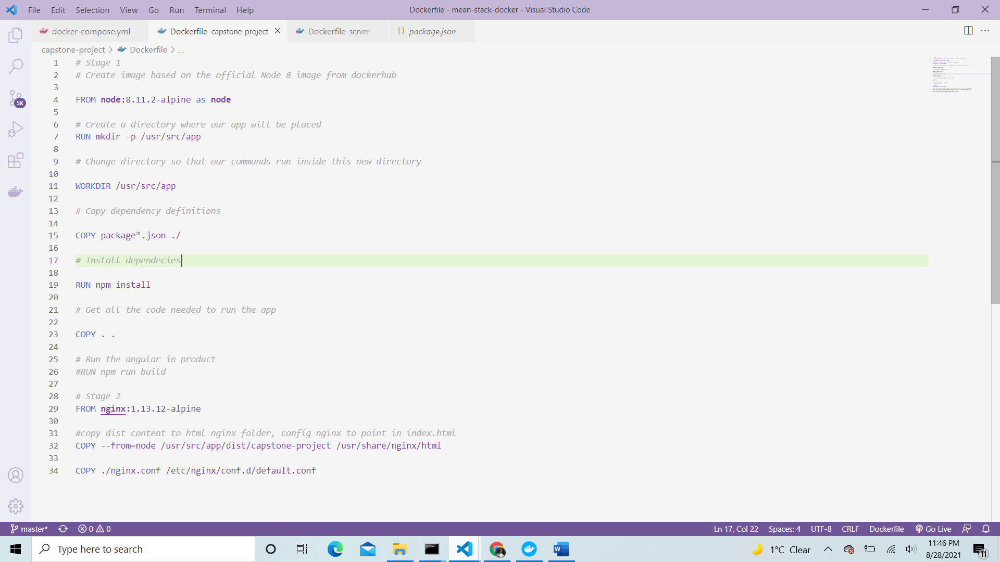 File Edit Selection View Go Run Terminal Help
Dockerfile - mean-stack-docker - Visual Studio Code
docker-compose.yml
Dockerfile capstone-project
Dockerfile server
package.json
capstone-project > Dockerfile > ...
1 # Stage 1
2 # Create image based on the official Node 8 image from dockerhub
3
4 FROM node:8.11.2-alpine as node
5
6 # Create a directory where our app will be placed
7 RUN mkdir -p /usr/src/app
8
9 # Change directory so that our commands run inside this new directory
10
11 WORKDIR /usr/src/app
12
13 # Copy dependency definitions
14
15 COPY package*.json ./
16
17 # Install dependecies
18
19 RUN npm install
20
21 # Get all the code needed to run the app
22
23 COPY . .
24
25 # Run the angular in product
26 #RUN npm run build
27
28 # Stage 2
29 FROM nginx:1.13.12-alpine
30
31 #copy dist content to html nginx folder, config nginx to point in index.html
32 COPY --from=node /usr/src/app/dist/capstone-project /usr/share/nginx/html
33
34 COPY ./nginx.conf /etc/nginx/conf.d/default.conf
5K
master* 0 0
Ln 17, Col 22 Spaces: 4 UTF-8 CRLF Dockerfile Go Live
Type here to search
1°C Clear
11:46 PM
8/28/2021
11